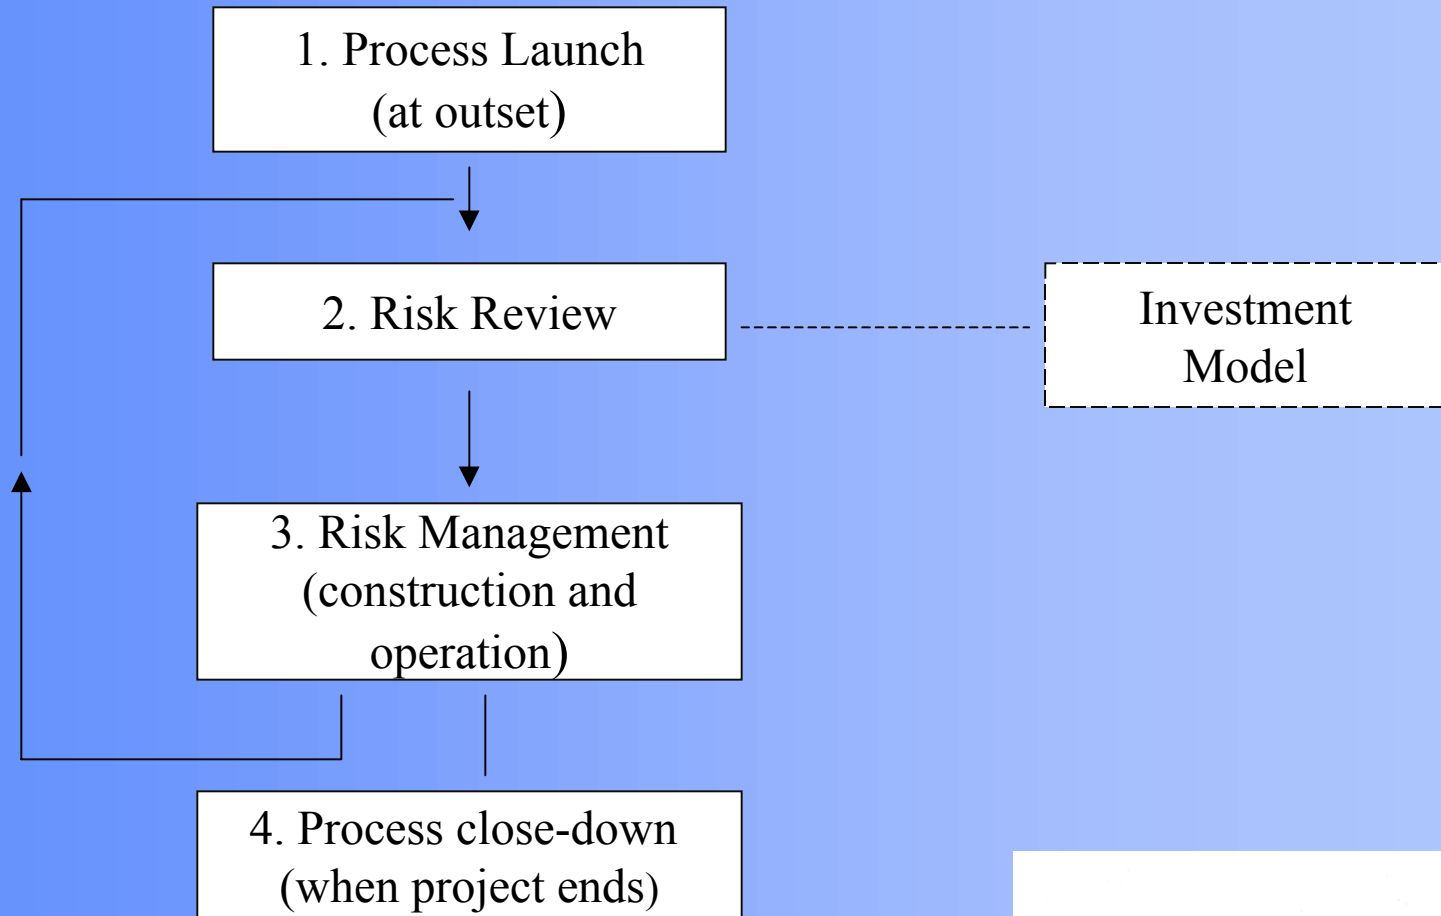 1. Process Launch
(at outset)
2. Risk Review
Investment
Model
3. Risk Management
(construction and
operation)
4. Process close-down
(when project ends)